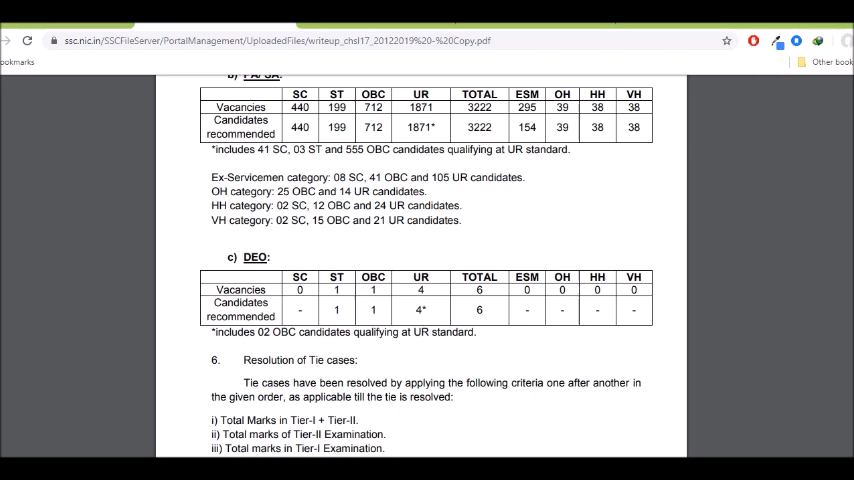 ssc.nic.in/SSCFileServer/PortalManagement/UploadedFiles/writeup_chsl17_20122019%20-%20Copy.pdf
ookmarks
Other book
b) PA/SA:
SC ST OBC UR TOTAL ESM OH HH VH
Vacancies 440 199 712 1871 3222 295 39 38 38
Candidates recommended 440 199 712 1871* 3222 154 39 38 38
*includes 41 SC, 03 ST and 555 OBC candidates qualifying at UR standard.
Ex-Servicemen category: 08 SC, 41 OBC and 105 UR candidates.
OH category: 25 OBC and 14 UR candidates.
HH category: 02 SC, 12 OBC and 24 UR candidates.
VH category: 02 SC, 15 OBC and 21 UR candidates.
c) DEO:
SC ST OBC UR TOTAL ESM OH HH VH
Vacancies 0 1 1 4 6 0 0 0 0
Candidates recommended - 1 1 4* 6 - - - -
*includes 02 OBC candidates qualifying at UR standard.
6. Resolution of Tie cases:
Tie cases have been resolved by applying the following criteria one after another in
the given order, as applicable till the tie is resolved:
i) Total Marks in Tier-I + Tier-II.
ii) Total marks of Tier-II Examination.
iii) Total marks in Tier-I Examination.